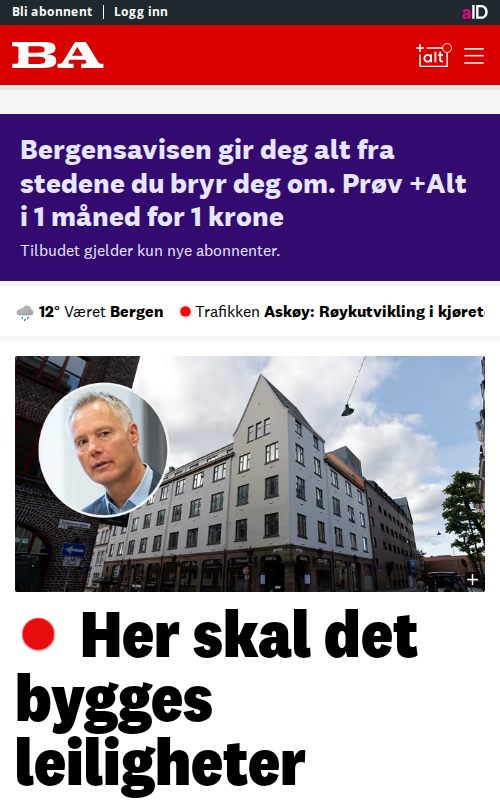 Bli abonnent | Logg inn
aID
BA
+alt
Bergensavisen gir deg alt fra
stedene du bryr deg om. Prøv +Alt
i 1 måned for 1 krone
Tilbudet gjelder kun nye abonnenter.
12° Været Bergen Trafikken Askøy: Røykutvikling i kjøret
Her skal det
bygges
leiligheter